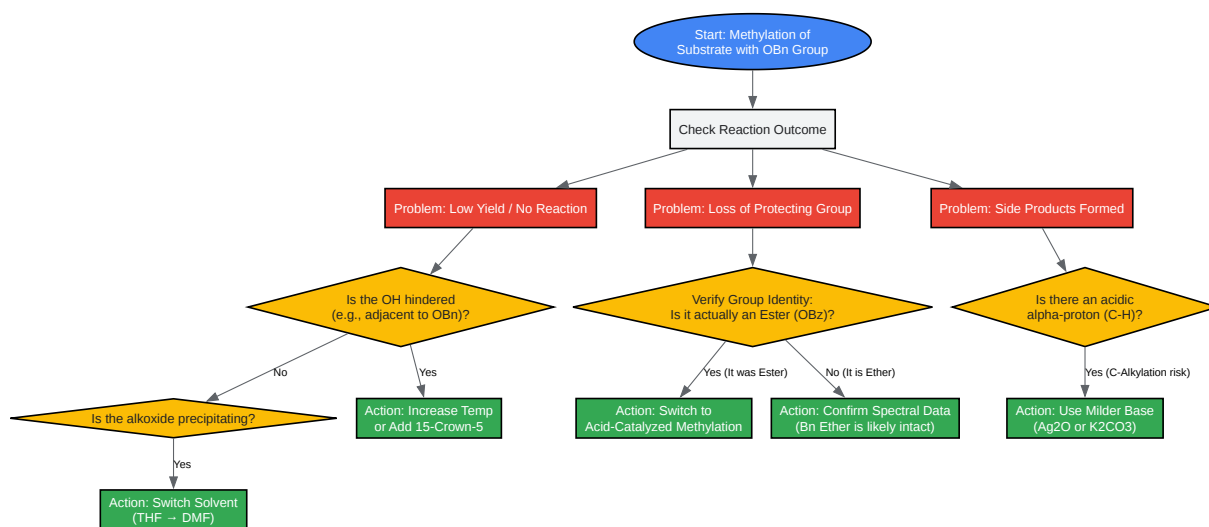 Start: Methylation of
Substrate with OBn Group
Check Reaction Outcome
Problem: Low Yield / No Reaction
Problem: Loss of Protecting Group
Problem: Side Products Formed
Is the OH hindered
(e.g., adjacent to OBn)?
Verify Group Identity:
Is it actually an Ester (OBz)?
Is there an acidic
alpha-proton (C-H)?
No
Yes
Yes (It was Ester)
No (It is Ether)
Yes (C-Alkylation risk)
Is the alkoxide precipitating?
Action: Increase Temp
or Add 15-Crown-5
Action: Switch to
Acid-Catalyzed Methylation
Action: Confirm Spectral Data
(Bn Ether is likely intact)
Action: Use Milder Base
(Ag2O or K2CO3)
Yes
Action: Switch Solvent
(THF → DMF)